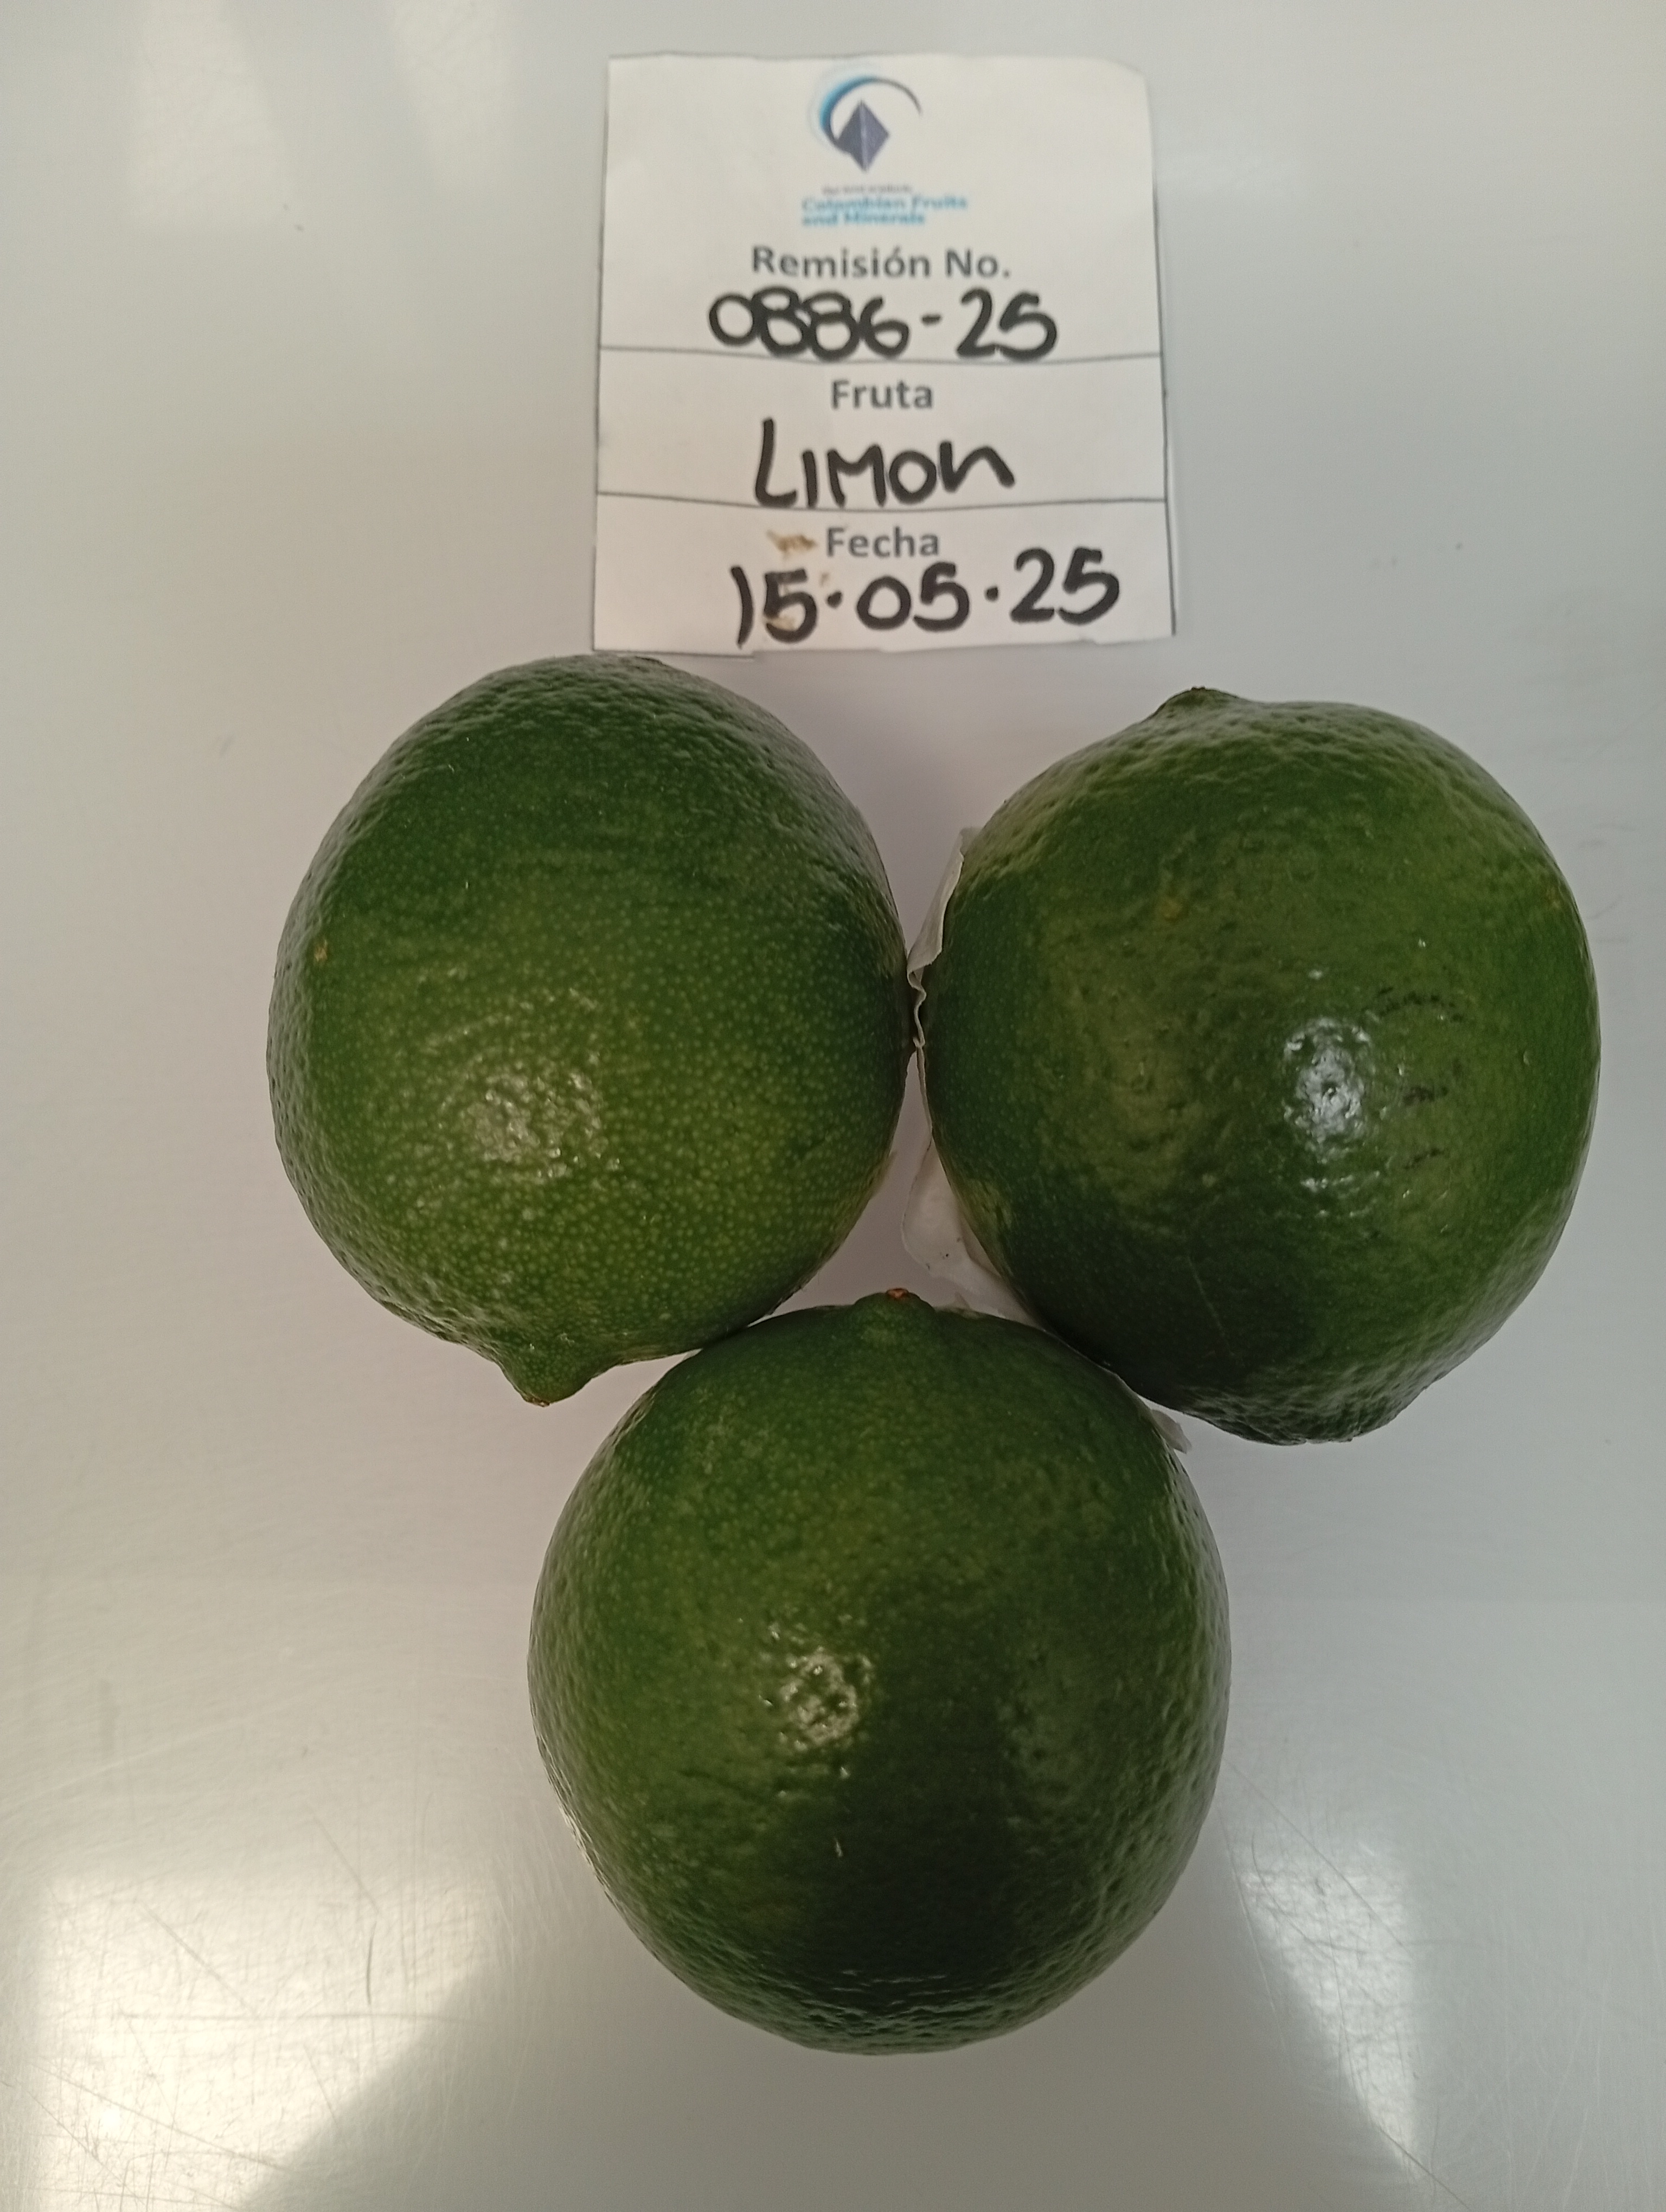 Colombian Fruits
and Minerals
Remisión No.
0886-25
Fruta
LIMON
Fecha
15.05.25